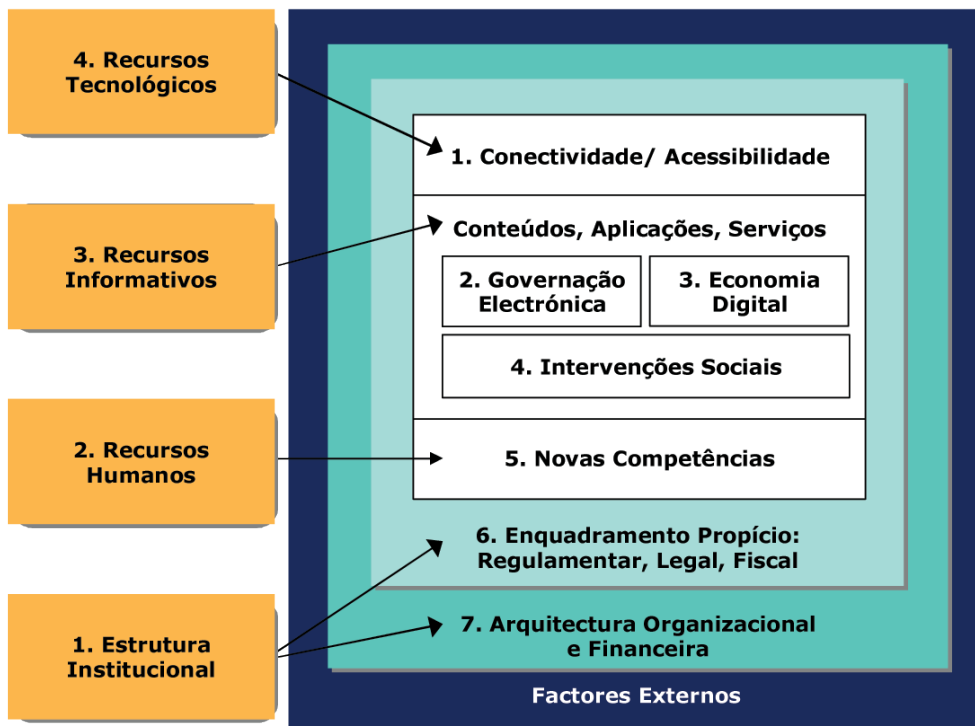 4. Recursos
Tecnológicos
3. Recursos
Informativos
2. Recursos
Humanos
1. Estrutura
Institucional
1. Conectividade/ Acessibilidade
Conteúdos, Aplicações, Serviços
2. Governação
Electrónica
3. Economia
Digital
4. Intervenções Sociais
5. Novas Competências
6. Enquadramento Propício:
Regulamentar, Legal, Fiscal
7. Arquitectura Organizacional
e Financeira
Factores Externos